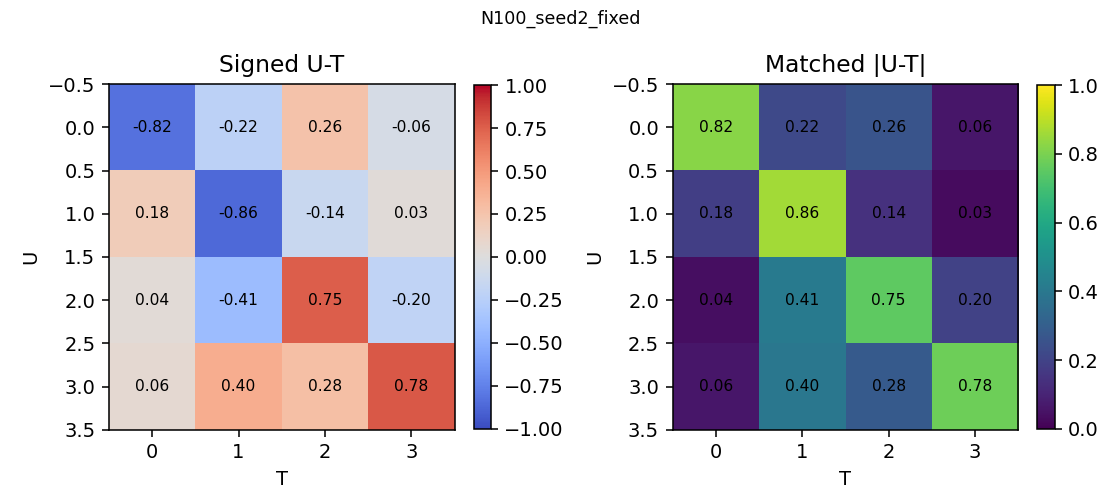 N100_seed2_fixed
Signed U-T
−0.5
0.0
0.5
1.0
1.5
2.0
2.5
3.0
3.5
U
-0.82 -0.22 0.26 -0.06
0.18 -0.86 -0.14 0.03
0.04 -0.41 0.75 -0.20
0.06 0.40 0.28 0.78
0 1 2 3
T
1.00
0.75
0.50
0.25
0.00
−0.25
−0.50
−0.75
−1.00
Matched |U-T|
−0.5
0.0
0.5
1.0
1.5
2.0
2.5
3.0
3.5
U
0.82 0.22 0.26 0.06
0.18 0.86 0.14 0.03
0.04 0.41 0.75 0.20
0.06 0.40 0.28 0.78
0 1 2 3
T
1.0
0.8
0.6
0.4
0.2
0.0